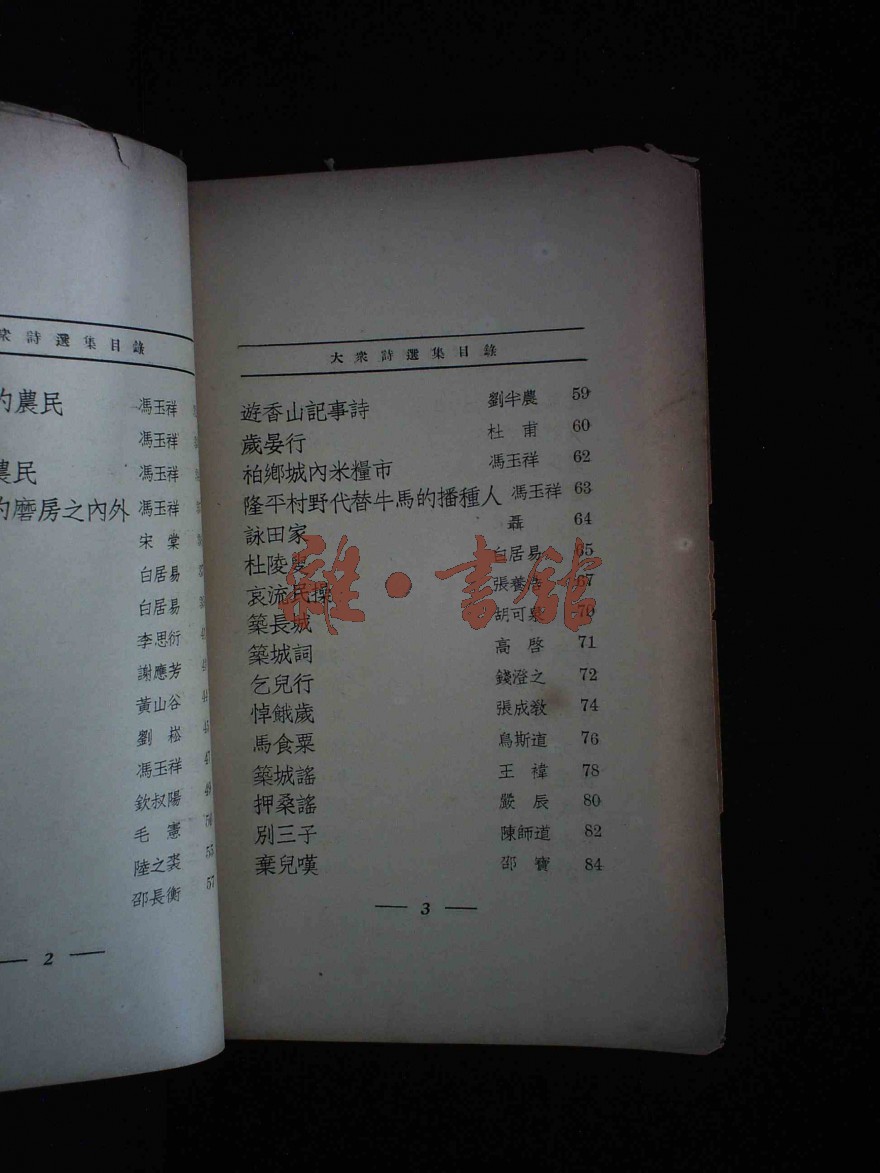 衆詩選集目錄
的農民 馮玉祥
馮玉祥
農民 馮玉祥
的磨房之內外 馮玉祥
宋棠
白居易
白居易
李思衍
謝應芳
黃山谷
劉崧
馮玉祥 47
欽叔陽 49
毛憲 50
陸之裘 55
邵長衡 57
— 2 —
大衆詩選集目錄
遊香山記事詩 劉半農 59
歲晏行 杜甫 60
柏鄉城內米糧市 馮玉祥 62
隆平村野代替牛馬的播種人 馮玉祥 63
詠田家 聶 64
杜陵叟 白居易 65
哀流民操 張養浩 67
築長城 胡可泉 70
築城詞 高啓 71
乞兒行 錢澄之 72
悼餓歲 張成敎 74
馬食粟 烏斯道 76
築城謠 王禕 78
押桑謠 嚴辰 80
別三子 陳師道 82
棄兒嘆 邵寶 84
— 3 —
雜·書館